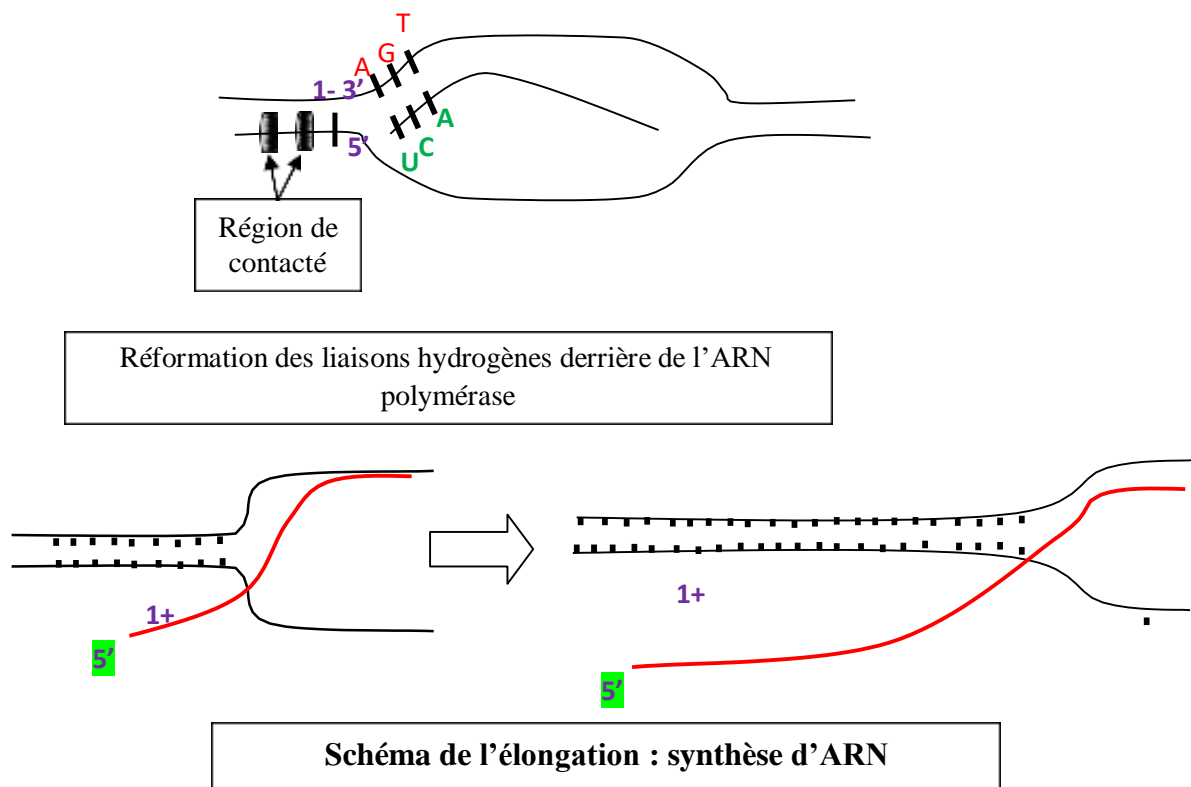 T
G
A
1- 3’
5’
A
C
U
Région de
contacté
Réformation des liaisons hydrogènes derrière de l’ARN
polymérase
1+
5’
1+
5’
Schéma de l’élongation : synthèse d’ARN